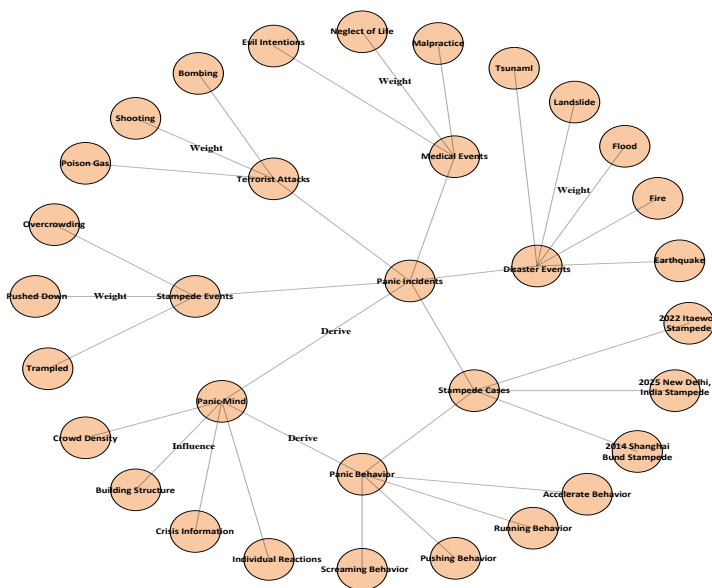 Neglect of Life
Evil Intentions
Malpractice
Tsunaml
Bombing
Weight
Landslide
Shooting
Flood
Weight
Medical Events
Poison Gas
Terrorist Attacks
Weight
Fire
Overcrowding
Earthquake
Disaster Events
Panic Incidents
Pushed Down
Weight
Stampede Events
2022 Itaewo
Stampede
Derive
Trampled
2025 New Delhi,
India Stampede
Stampede Cases
Panic Mind
Crowd Density
Influence
Derive
2014 Shanghai
Bund Stampede
Panic Behavior
Building Structure
Accelerate Behavior
Crisis Information
Running Behavior
Individual Reactions
Pushing Behavior
Screaming Behavior